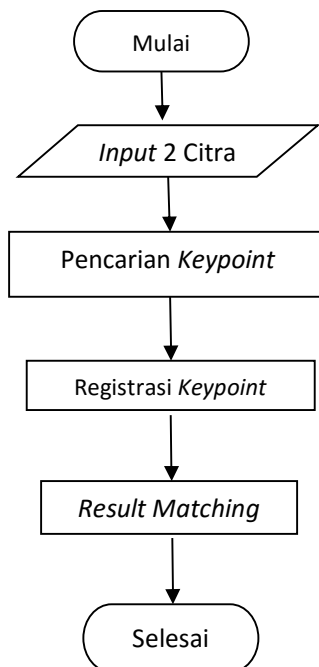 Mulai
Input 2 Citra
Pencarian Keypoint
Registrasi Keypoint
Result Matching
Selesai